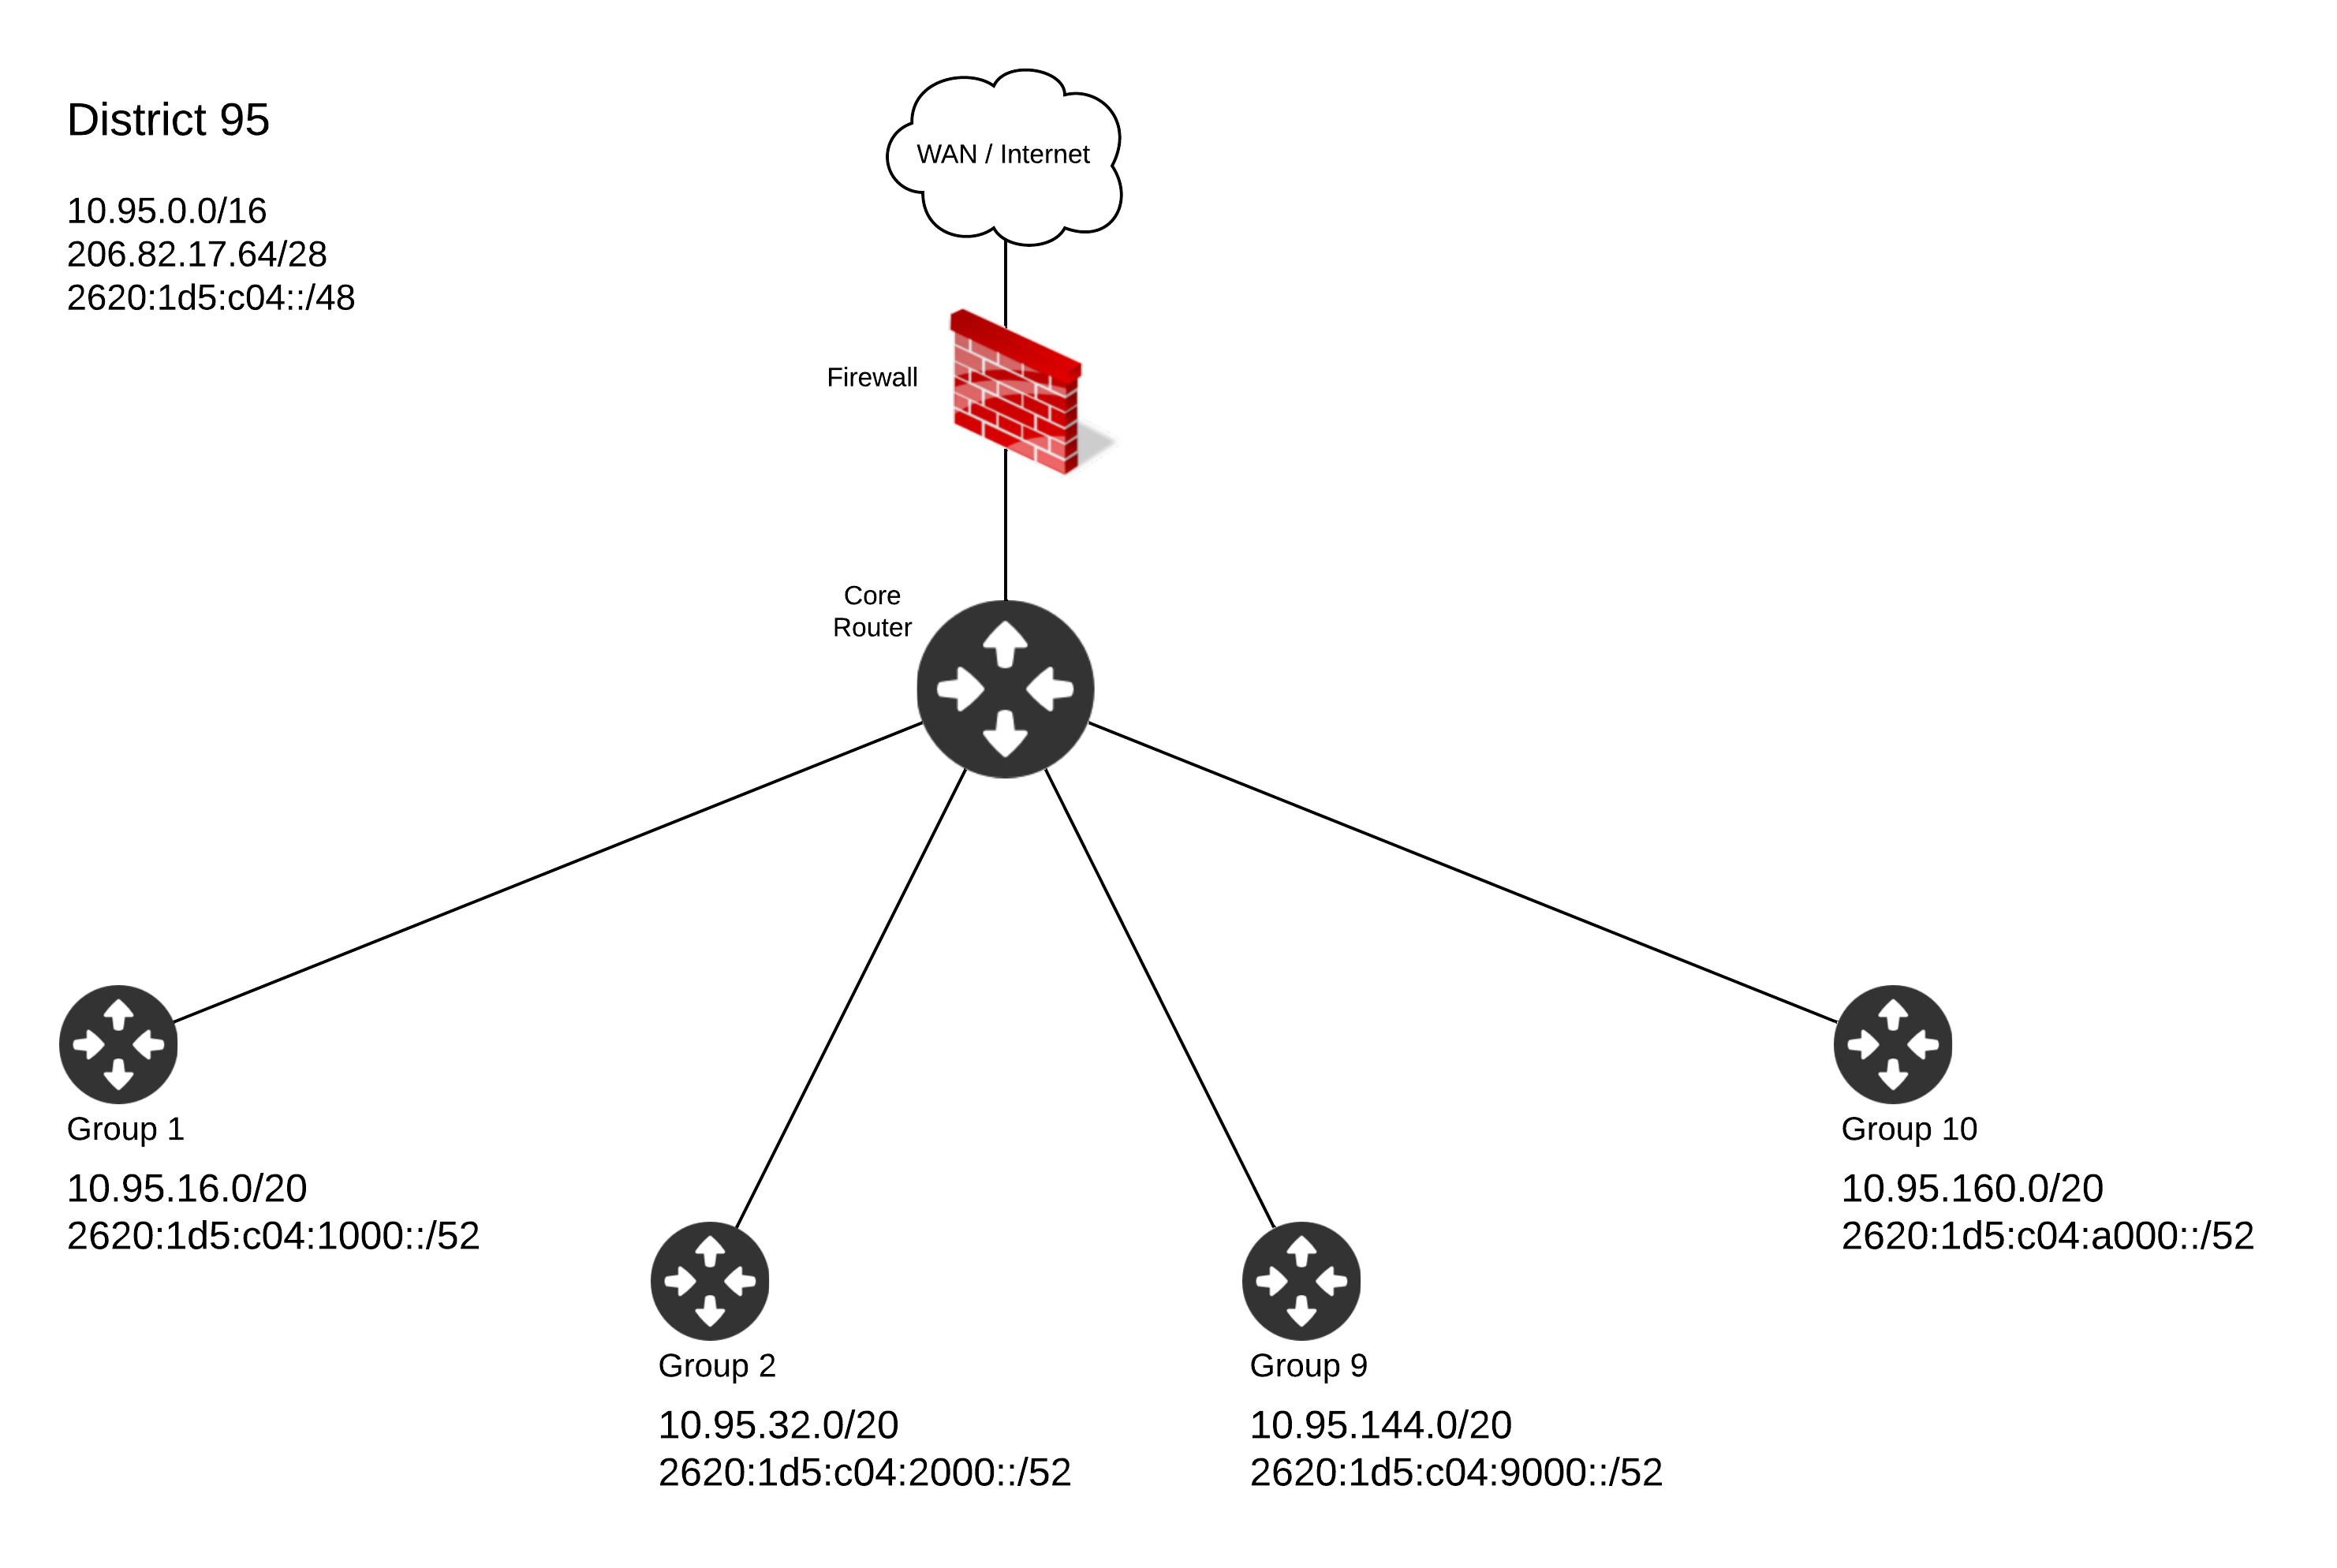 District 95
10.95.0.0/16
206.82.17.64/28
2620:1d5:c04::/48
WAN / Internet
Firewall
Core
Router
Group 1
10.95.16.0/20
2620:1d5:c04:1000::/52
Group 2
10.95.32.0/20
2620:1d5:c04:2000::/52
Group 9
10.95.144.0/20
2620:1d5:c04:9000::/52
Group 10
10.95.160.0/20
2620:1d5:c04:a000::/52